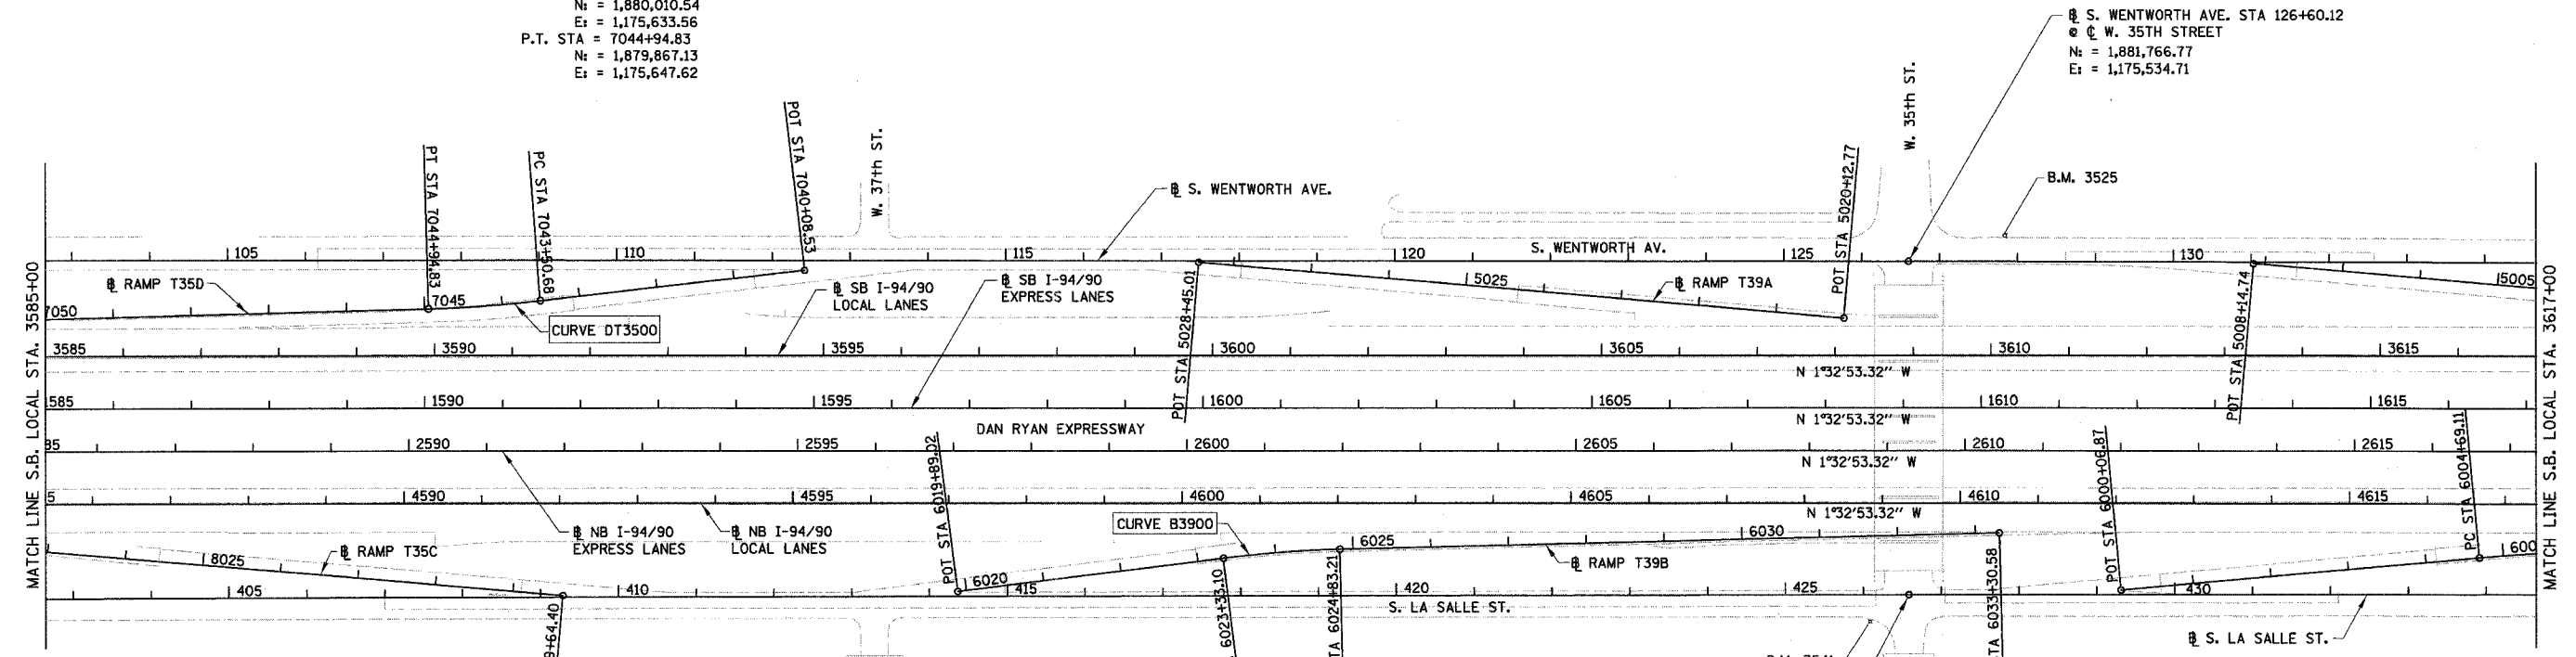 N: = 1,880,010.54
E: = 1,175,633.56
P.T. STA = 7044+94.83
N: = 1,879,867.13
E: = 1,175,647.62
℄ S. WENTWORTH AVE. STA 126+60.12
@ ℄ W. 35TH STREET
N: = 1,881,766.77
E: = 1,175,534.71
PT STA 7044+94.83
PC STA 7043+50.68
POT STA 7040+08.53
W. 37th ST.
℄ S. WENTWORTH AVE.
POT STA 5020+12.77
W. 35th ST.
B.M. 3525
105
110
115
120
S. WENTWORTH AV.
125
130
MATCH LINE S.B. LOCAL STA. 3585+00
℄ RAMP T35D
7050
7045
CURVE DT3500
℄ SB I-94/90
LOCAL LANES
℄ SB I-94/90
EXPRESS LANES
POT STA 5028+45.01
5025
℄ RAMP T39A
POT STA 5008+14.74
5005
MATCH LINE S.B. LOCAL STA. 3617+00
3585
3590
3595
3600
3605
3610
3615
N 1°32'53.32" W
585
1590
1595
1600
1605
1610
1615
N 1°32'53.32" W
DAN RYAN EXPRESSWAY
85
2590
2595
2600
2605
2610
2615
N 1°32'53.32" W
5
4590
4595
4600
4605
4610
4615
N 1°32'53.32" W
℄ NB I-94/90
EXPRESS LANES
℄ NB I-94/90
LOCAL LANES
POT STA 6019+89.02
CURVE B3900
6020
6025
6030
℄ RAMP T39B
POT STA 6000+06.87
PC STA 6004+69.11
600
℄ RAMP T35C
8025
405
410
415
420
425
430
S. LA SALLE ST.
9+64.40
6023+33.10
TA 6024+83.21
TA 6033+30.58
℄ S. LA SALLE ST.